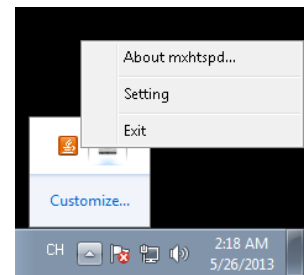 About mxhtspd...
Setting
Exit
Customize...
CH
2:18 AM
5/26/2013